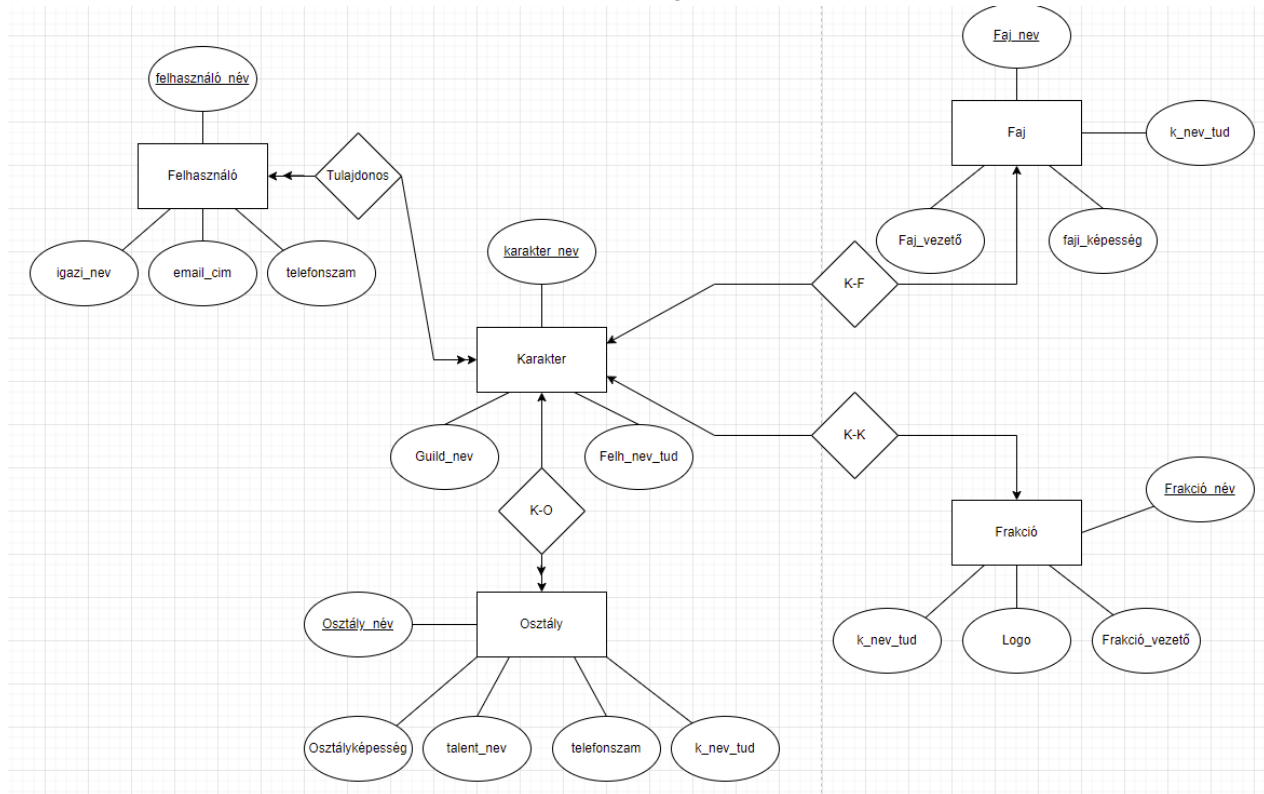 Faj_nev
felhasználó_név
Faj
k_nev_tud
Felhasználó
Tulajdonos
Faj_vezető
faji_képesség
igazi_nev
email_cim
telefonszam
karakter_nev
K-F
Karakter
K-K
Guild_nev
Felh_nev_tud
Frakció_név
K-O
Frakció
Osztály_név
Osztály
k_nev_tud
Logo
Frakció_vezető
Osztályképesség
talent_nev
telefonszam
k_nev_tud